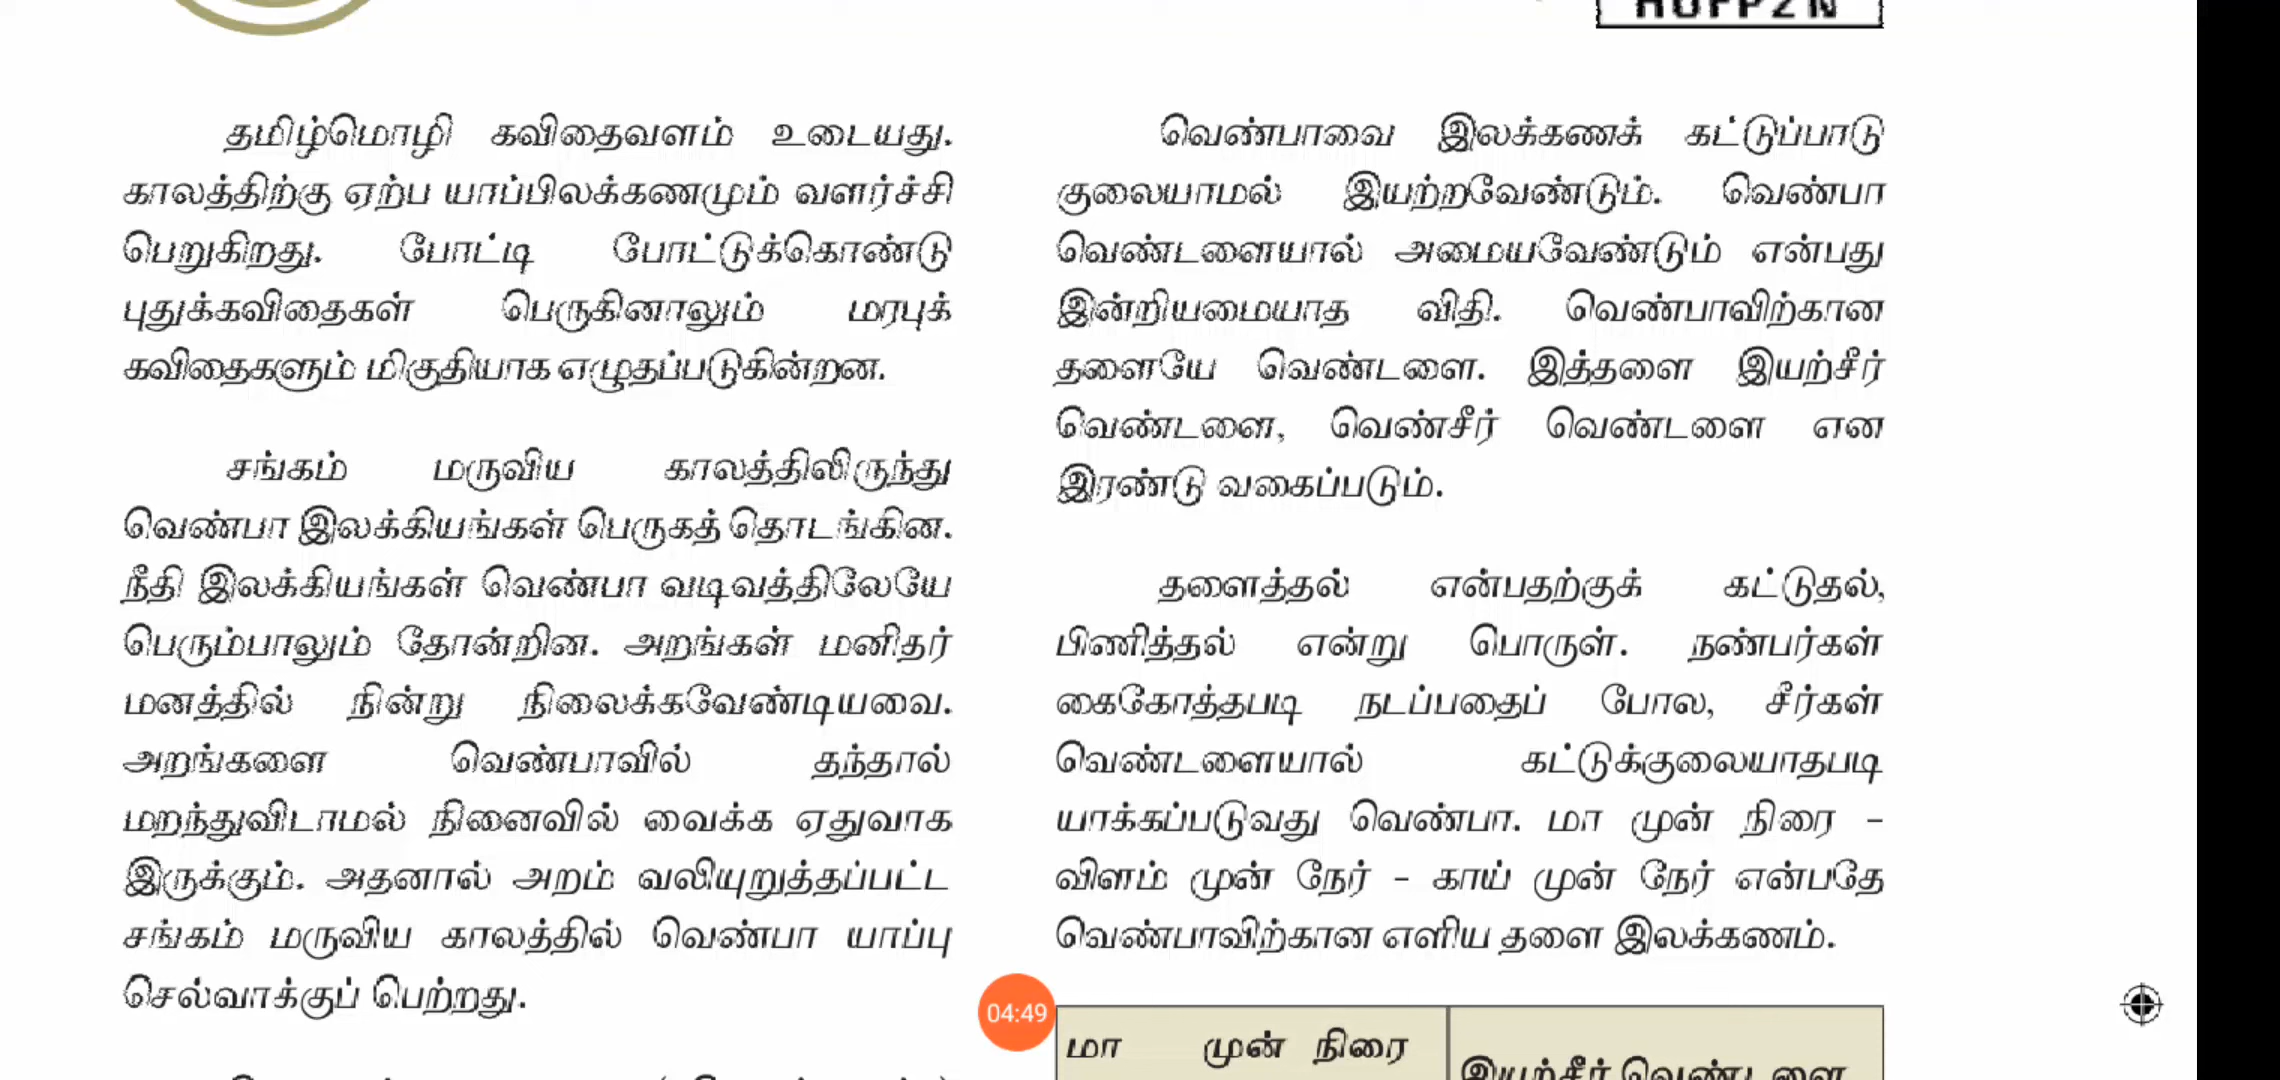 தமிழ்மொழி கவிதைவளம் உடையது.
காலத்திற்கு ஏற்ப யாப்பிலக்கணமும் வளர்ச்சி
பெறுகிறது. போட்டி போட்டுக்கொண்டு
புதுக்கவிதைகள் பெருகினாலும் மரபுக்
கவிதைகளும் மிகுதியாக எழுதப்படுகின்றன.
சங்கம் மருவிய காலத்திலிருந்து
வெண்பா இலக்கியங்கள் பெருகத் தொடங்கின.
நீதி இலக்கியங்கள் வெண்பா வடிவத்திலேயே
பெரும்பாலும் தோன்றின. அறங்கள் மனிதர்
மனத்தில் நின்று நிலைக்கவேண்டியவை.
அறங்களை வெண்பாவில் தந்தால்
மறந்துவிடாமல் நினைவில் வைக்க ஏதுவாக
இருக்கும். அதனால் அறம் வலியுறுத்தப்பட்ட
சங்கம் மருவிய காலத்தில் வெண்பா யாப்பு
செல்வாக்குப் பெற்றது.
வெண்பாவை இலக்கணக் கட்டுப்பாடு
குலையாமல் இயற்றவேண்டும். வெண்பா
வெண்டளையால் அமையவேண்டும் என்பது
இன்றியமையாத விதி. வெண்பாவிற்கான
தளையே வெண்டளை. இத்தளை இயற்சீர்
வெண்டளை, வெண்சீர் வெண்டளை என
இரண்டு வகைப்படும்.
தளைத்தல் என்பதற்குக் கட்டுதல்,
பிணித்தல் என்று பொருள். நண்பர்கள்
கைகோத்தபடி நடப்பதைப் போல, சீர்கள்
வெண்டளையால் கட்டுக்குலையாதபடி
யாக்கப்படுவது வெண்பா. மா முன் நிரை –
விளம் முன் நேர் – காய் முன் நேர் என்பதே
வெண்பாவிற்கான எளிய தளை இலக்கணம்.
04:49
மா முன் நிரை
இயற்சீர் வெண்டளை